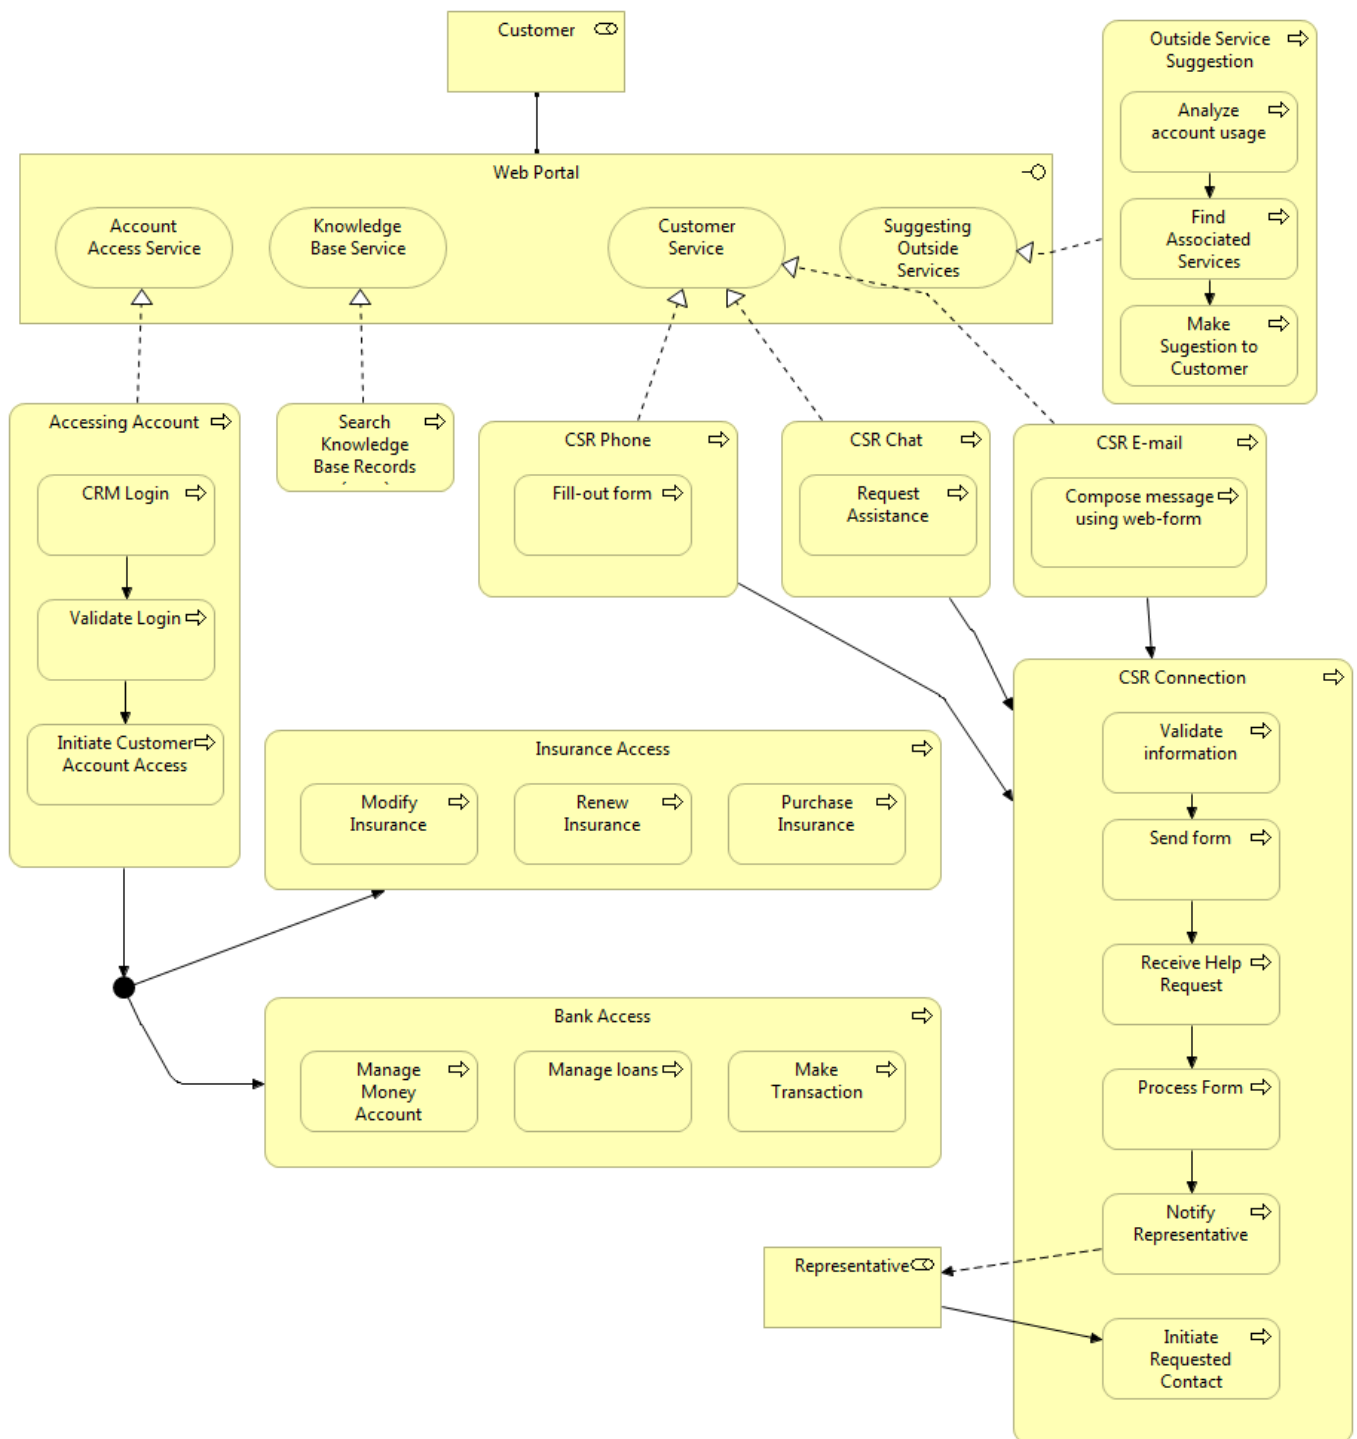 Customer
Outside Service
Suggestion
Analyze
account usage
Find
Associated
Services
Make
Sugestion to
Customer
Web Portal
Account
Access Service
Knowledge
Base Service
Customer
Service
Suggesting
Outside
Services
Accessing Account
CRM Login
Validate Login
Initiate Customer
Account Access
Search
Knowledge
Base Records
CSR Phone
Fill-out form
CSR Chat
Request
Assistance
CSR E-mail
Compose message
using web-form
Insurance Access
Modify
Insurance
Renew
Insurance
Purchase
Insurance
Bank Access
Manage
Money
Account
Manage loans
Make
Transaction
CSR Connection
Validate
information
Send form
Receive Help
Request
Process Form
Notify
Representative
Representative
Initiate
Requested
Contact